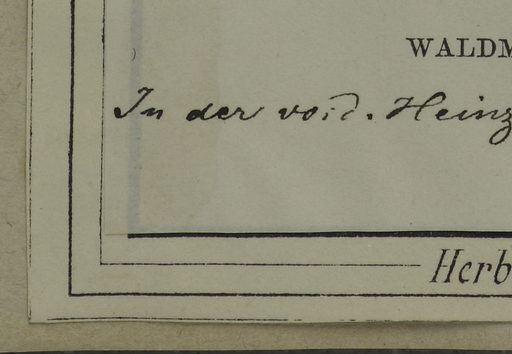 WALDM
In der vord. Heinz
Herb